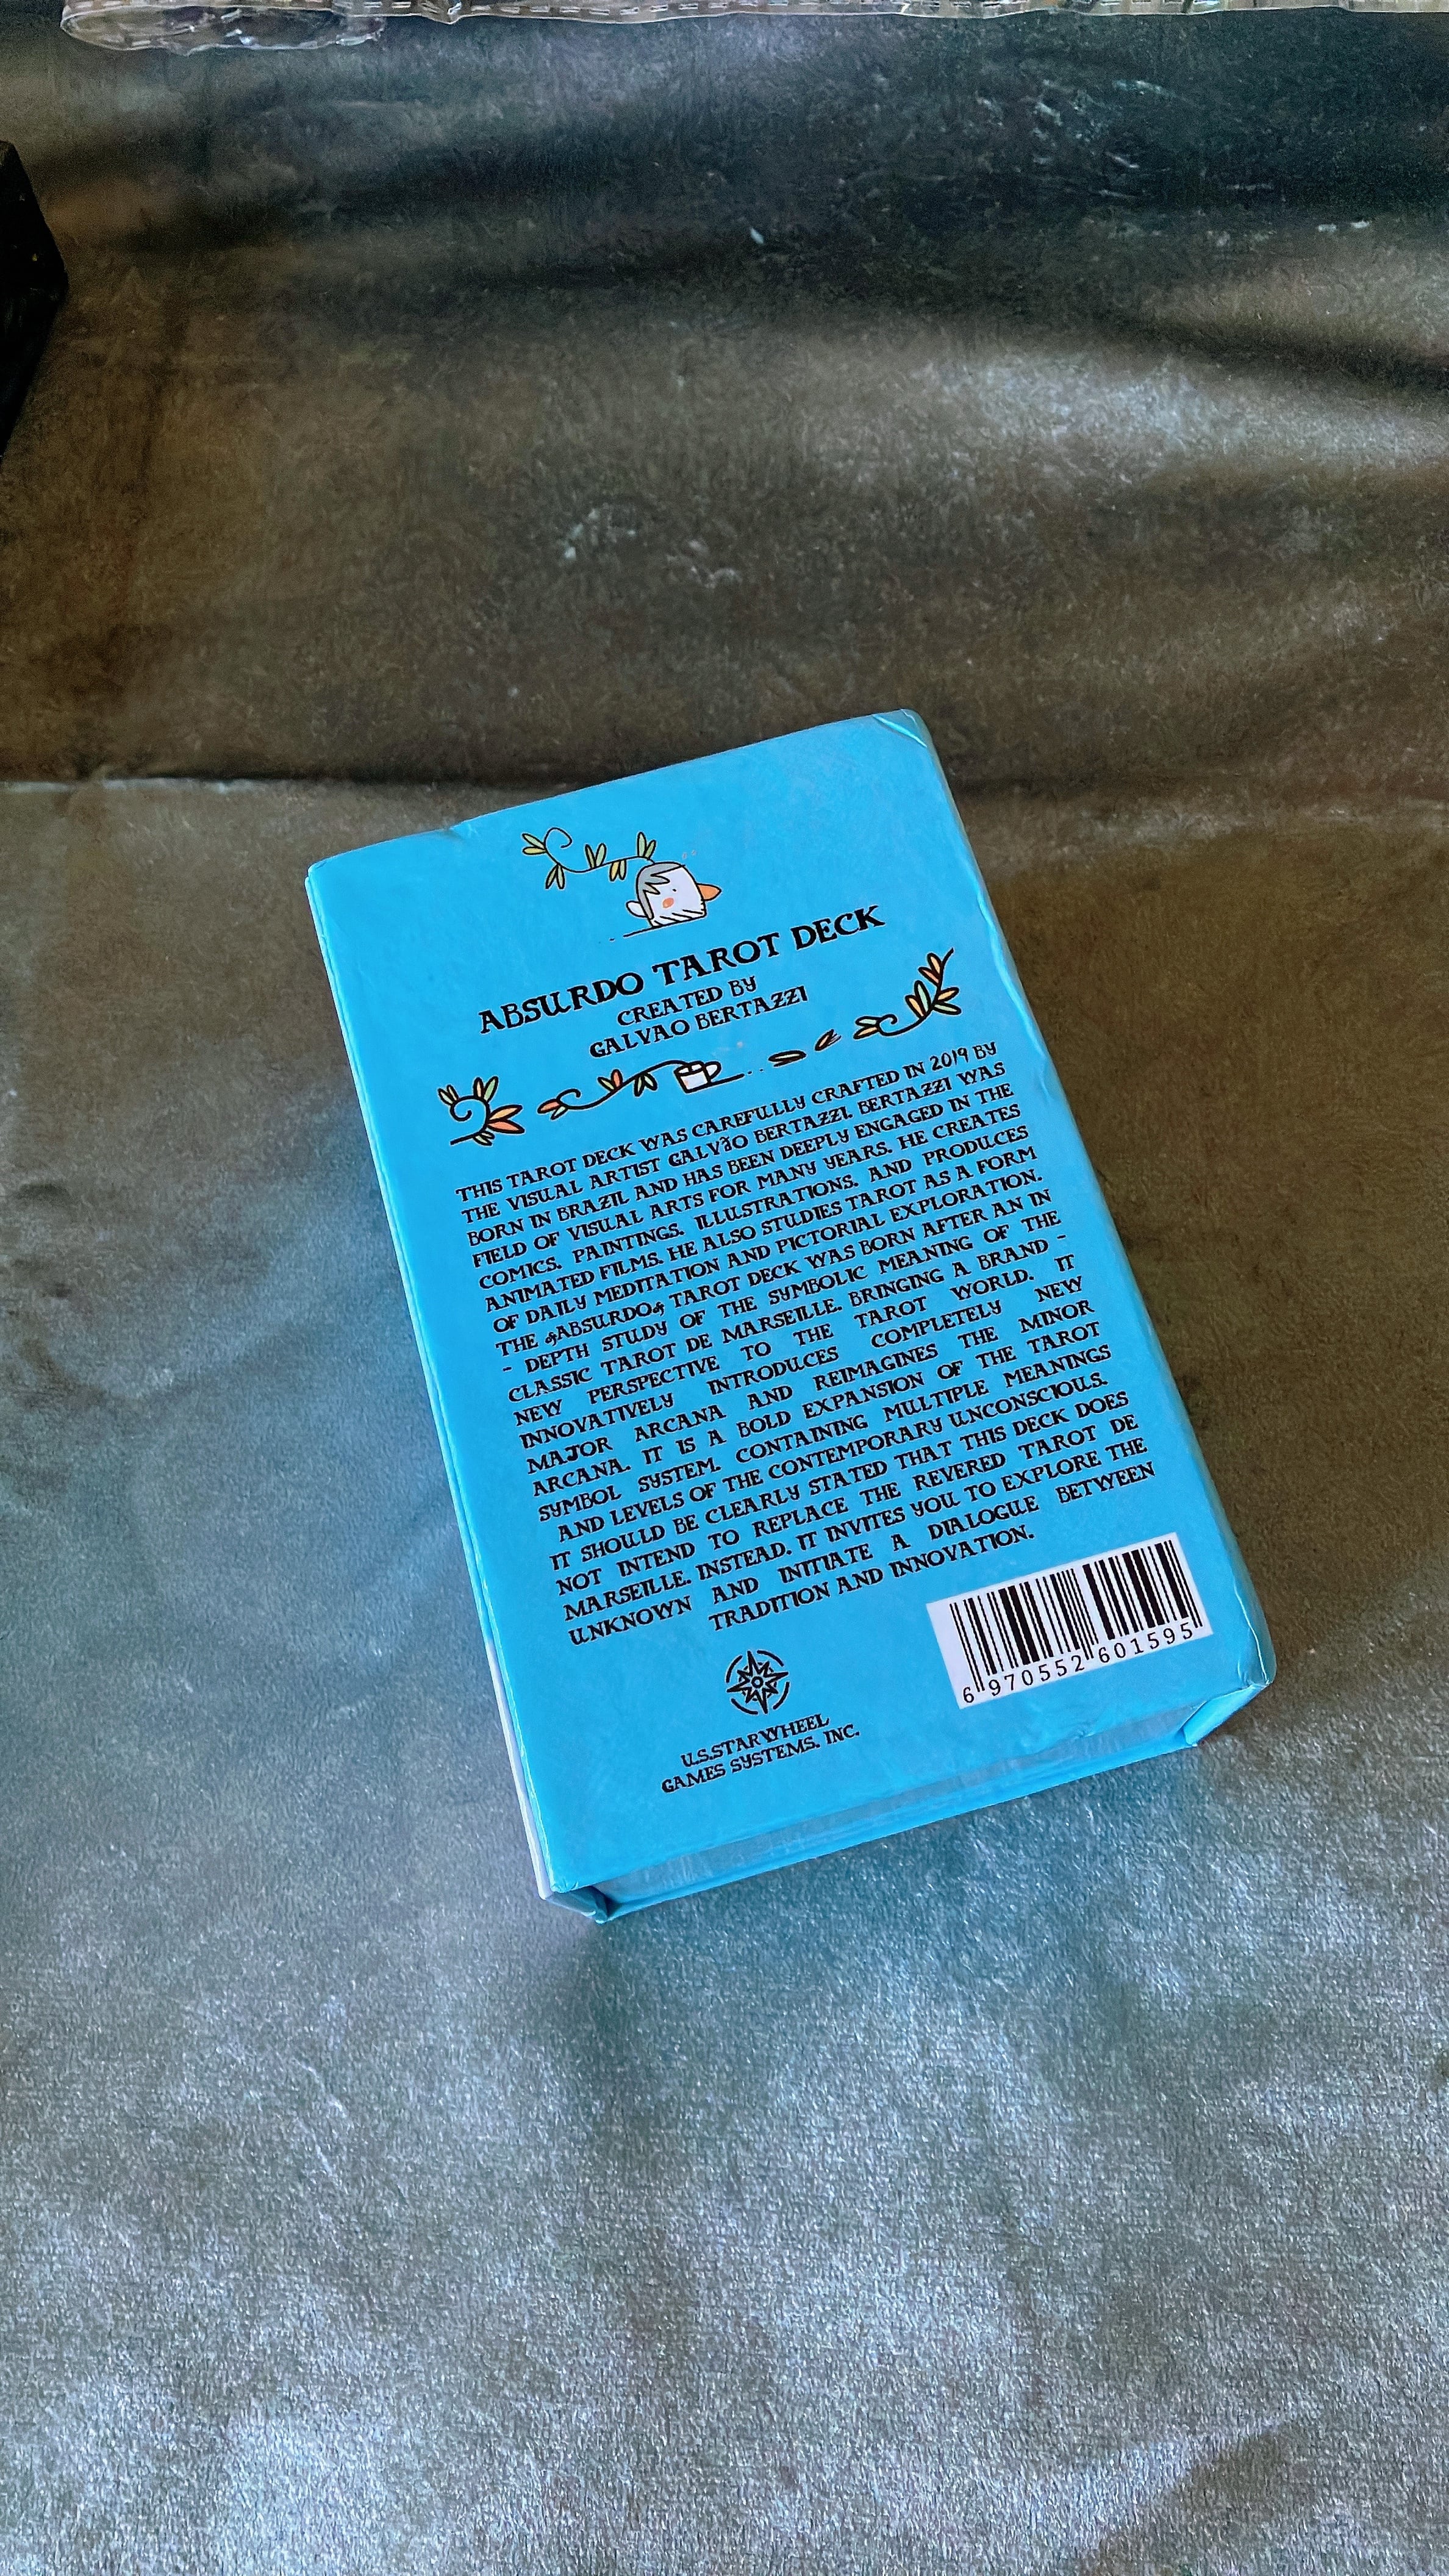 ABSURDO TAROT DECK
CREATED BY
GALVAO BERTAZZI
THIS TAROT DECK WAS CAREFULLY CRAFTED IN 2019 BY
THE VISUAL ARTIST GALVÃO BERTAZZI. BERTAZZI WAS
BORN IN BRAZIL AND HAS BEEN DEEPLY ENGAGED IN THE
FIELD OF VISUAL ARTS FOR MANY YEARS. HE CREATES
COMICS. PAINTINGS. ILLUSTRATIONS. AND PRODUCES
ANIMATED FILMS. HE ALSO STUDIES TAROT AS A FORM
OF DAILY MEDITATION AND PICTORIAL EXPLORATION.
THE &ABSURDO& TAROT DECK WAS BORN AFTER AN IN
- DEPTH STUDY OF THE SYMBOLIC MEANING OF THE
CLASSIC TAROT DE MARSEILLE. BRINGING A BRAND -
NEW PERSPECTIVE TO THE TAROT WORLD. IT
INNOVATIVELY INTRODUCES COMPLETELY NEW
MAJOR ARCANA AND REIMAGINES THE MINOR
ARCANA. IT IS A BOLD EXPANSION OF THE TAROT
SYMBOL SYSTEM. CONTAINING MULTIPLE MEANINGS
AND LEVELS OF THE CONTEMPORARY UNCONSCIOUS.
IT SHOULD BE CLEARLY STATED THAT THIS DECK DOES
NOT INTEND TO REPLACE THE REVERED TAROT DE
MARSEILLE. INSTEAD. IT INVITES YOU TO EXPLORE THE
UNKNOWN AND INITIATE A DIALOGUE BETWEEN
TRADITION AND INNOVATION.
6 970552 601595
U.S.STARWHEEL
GAMES SYSTEMS. INC.